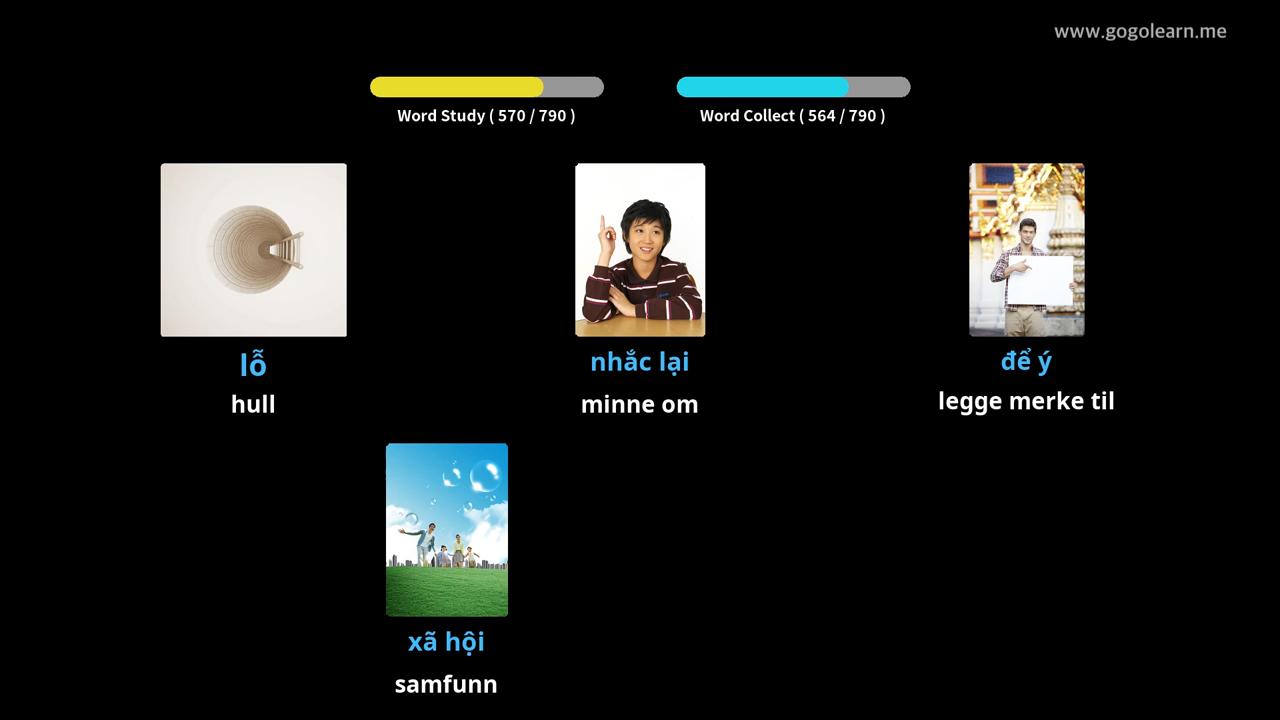 www.gogolearn.me
Word Study ( 570 / 790 )
Word Collect ( 564 / 790 )
lỗ
hull
nhắc lại
minne om
để ý
legge merke til
xã hội
samfunn